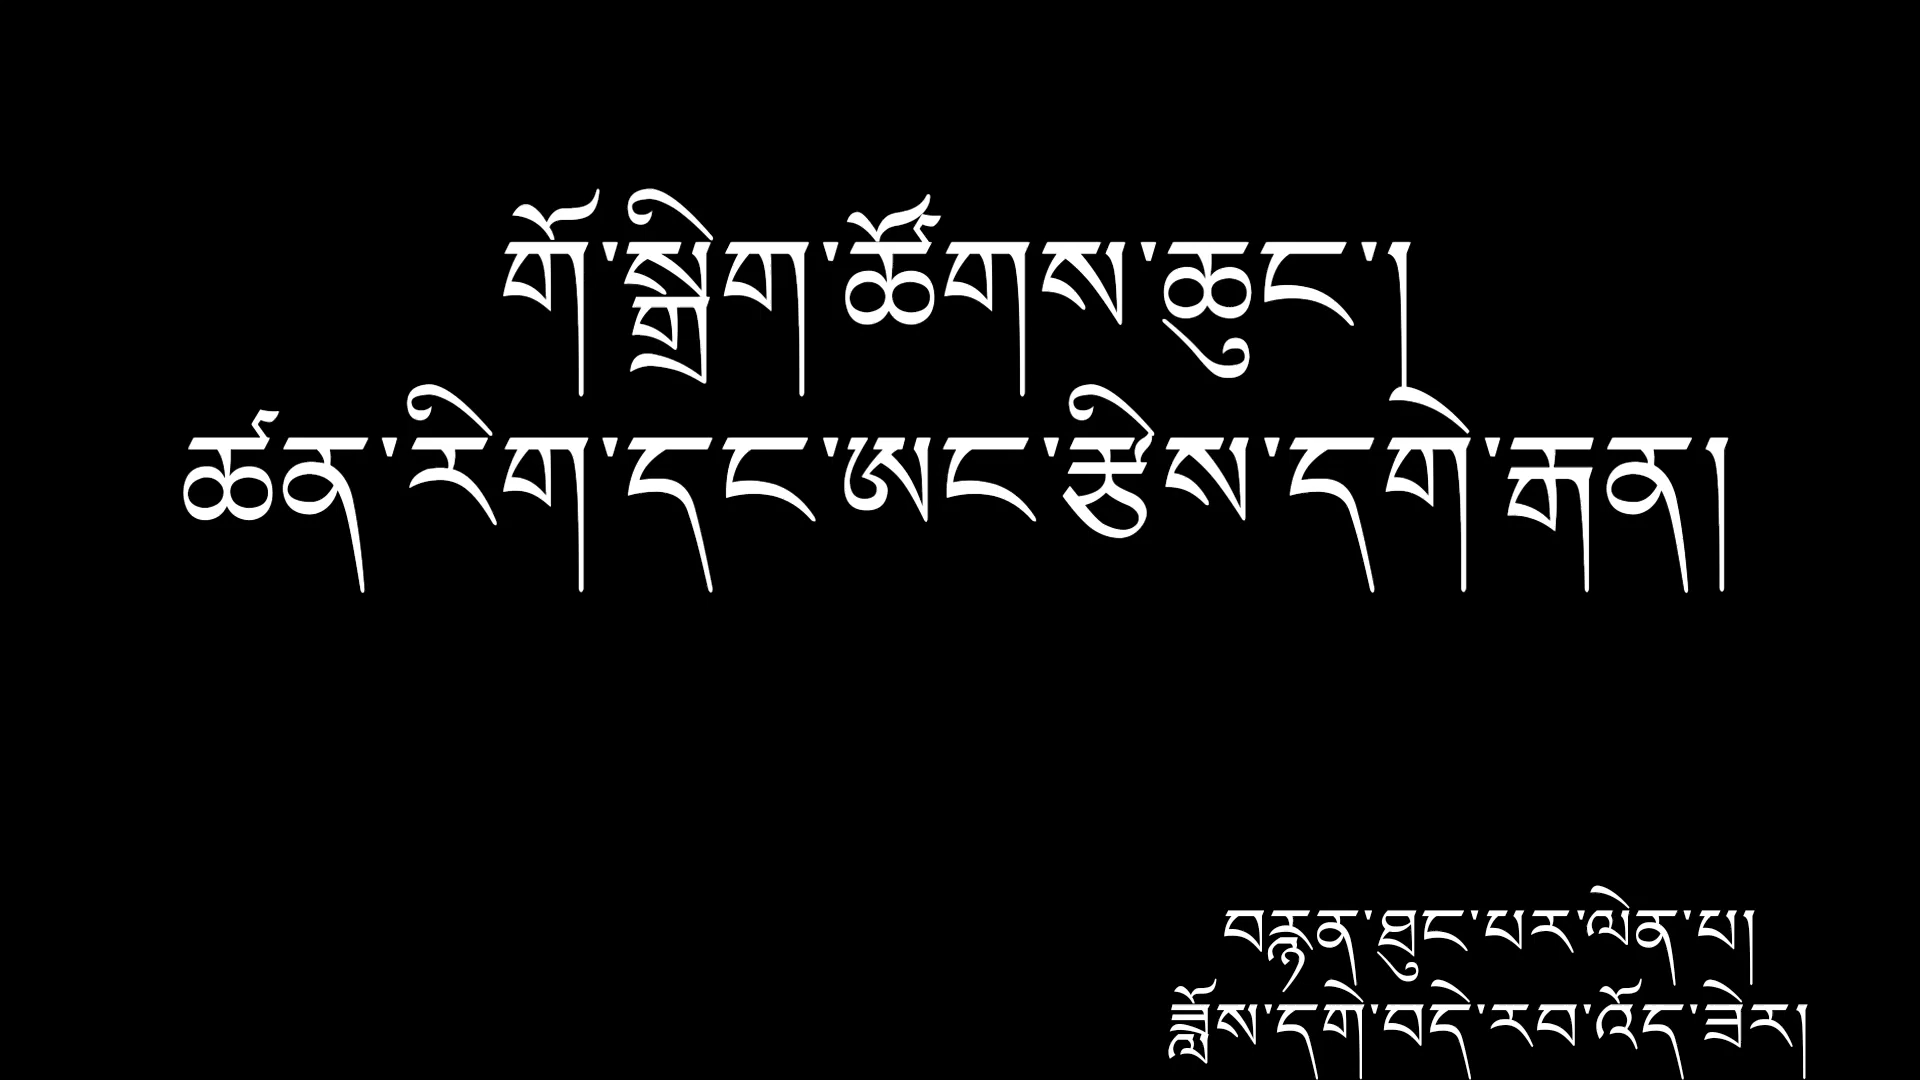 གོ་སྒྲིག་ཚོགས་ཆུང་།
ཚན་རིག་དང་ཨང་རྩིས་དགེ་རྒན།
བརྙན་ཐུང་པར་ལེན་པ།
ཟློས་དགེ་བདེ་རབ་འོད་ཟེར།